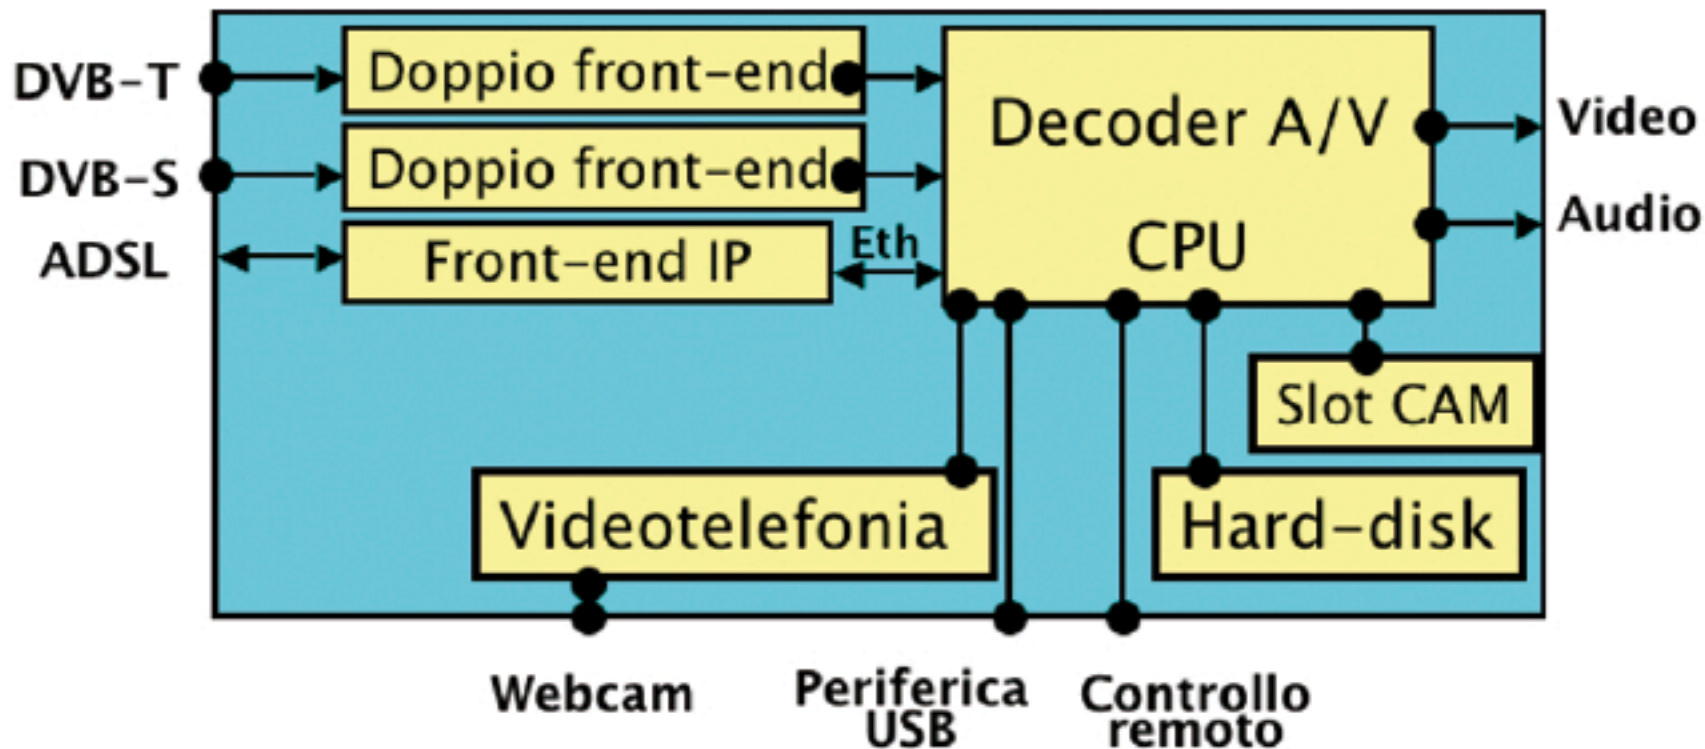 DVB-T
Doppio front-end
Decoder A/V
Video
DVB-S
Doppio front-end
Audio
ADSL
Front-end IP
Eth
CPU
Slot CAM
Videotelefonia
Hard-disk
Webcam
Periferica
USB
Controllo
remoto